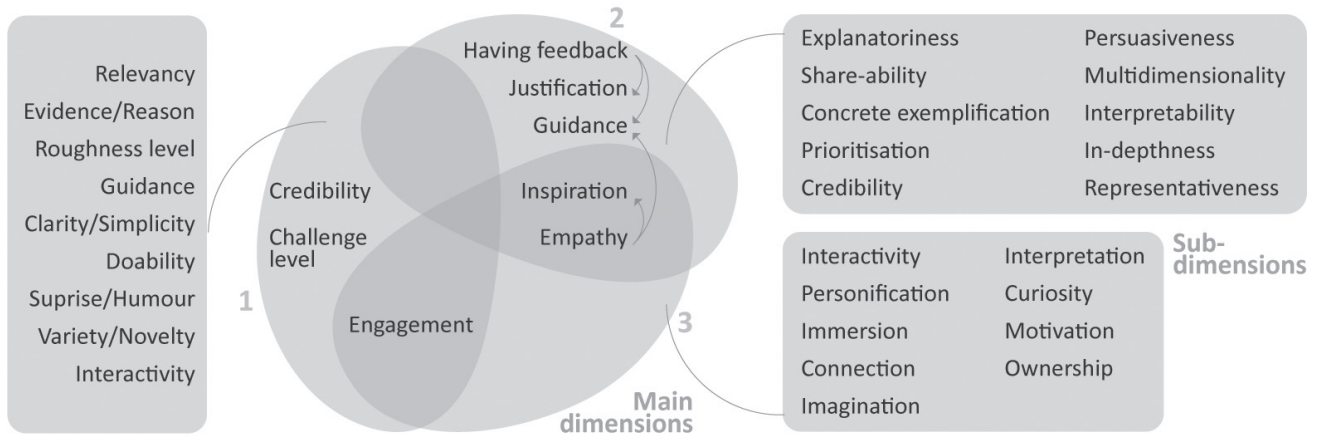 Relevancy
Evidence/Reason
Roughness level
Guidance
Clarity/Simplicity
Doability
Suprise/Humour
Variety/Novelty
Interactivity
1
Credibility
Challenge
level
Engagement
2
Having feedback
Justification
Guidance
Inspiration
Empathy
3
Main
dimensions
Explanatoriness
Share-ability
Concrete exemplification
Prioritisation
Credibility
Persuasiveness
Multidimensionality
Interpretability
In-depthness
Representativeness
Sub-
dimensions
Interactivity
Personification
Immersion
Connection
Imagination
Interpretation
Curiosity
Motivation
Ownership